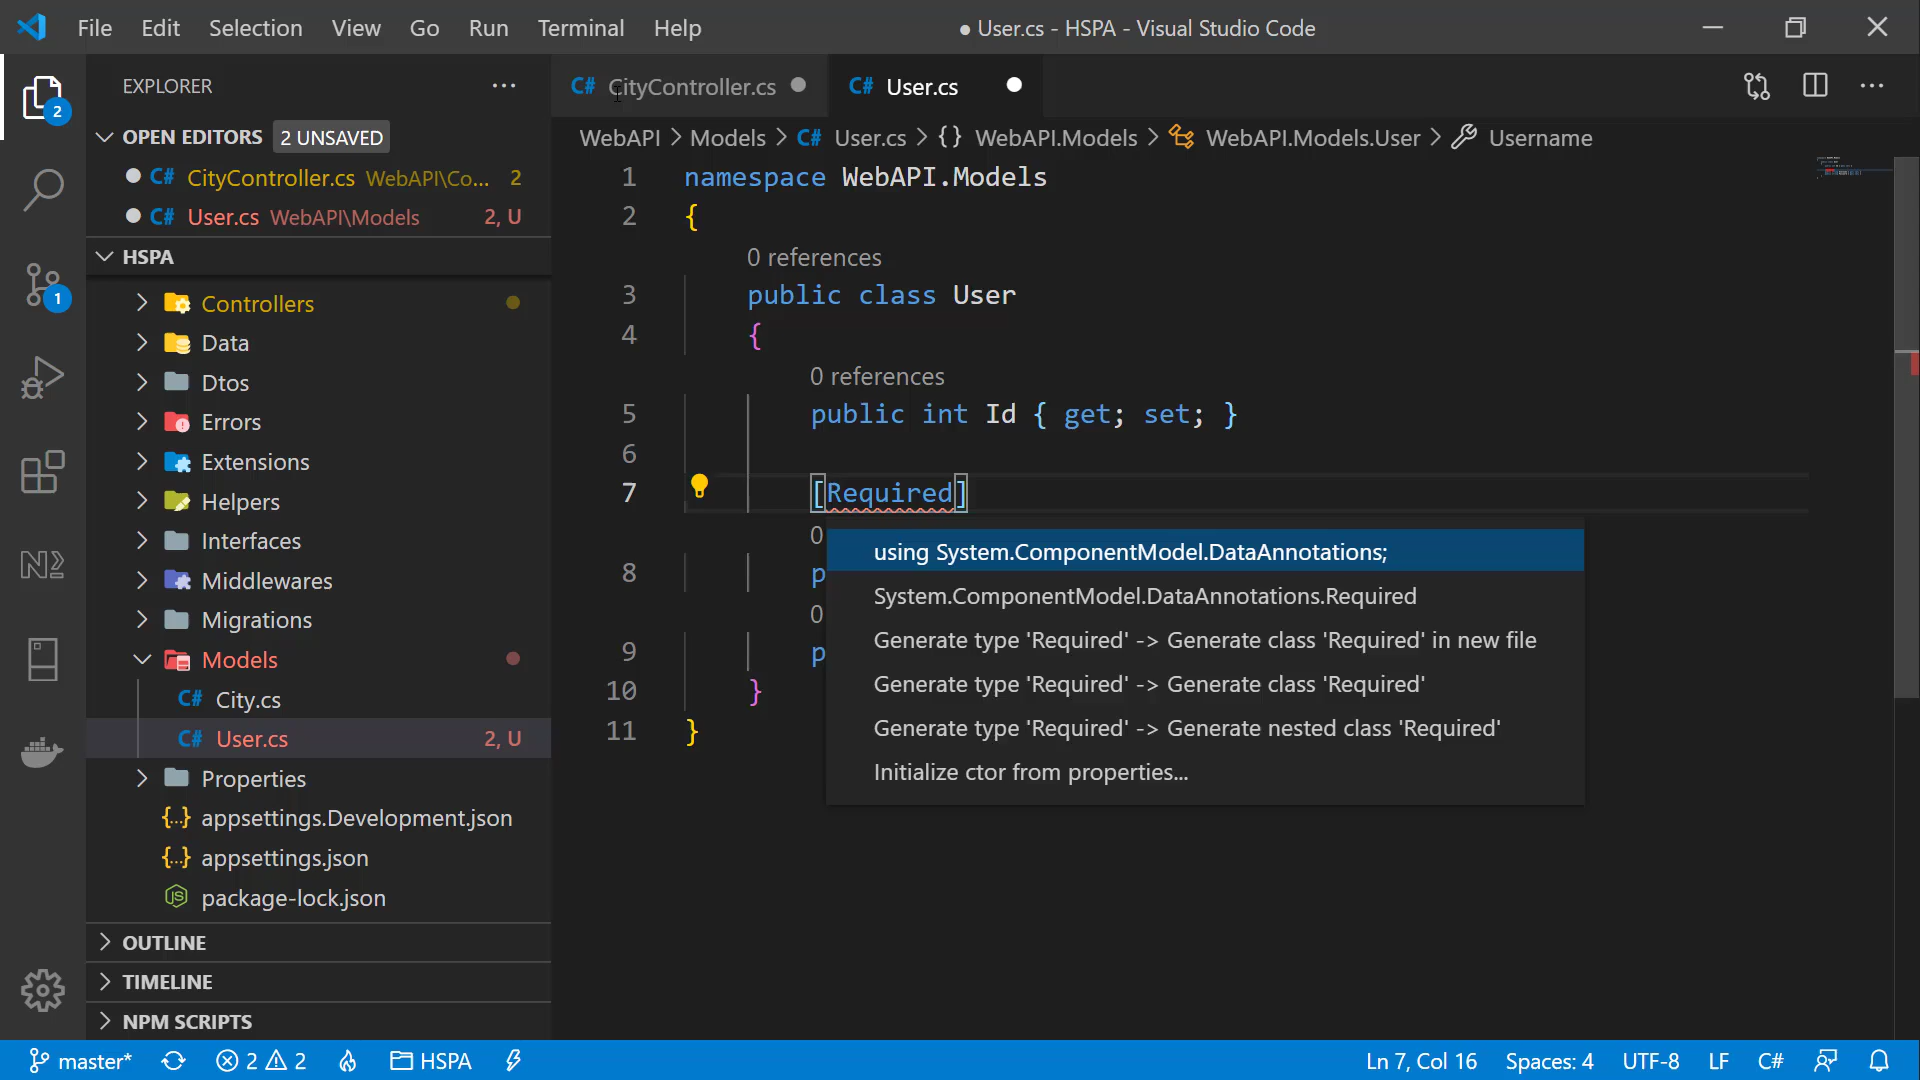 File Edit Selection View Go Run Terminal Help
● User.cs - HSPA - Visual Studio Code
EXPLORER
2
OPEN EDITORS 2 UNSAVED
C# CityController.cs WebAPI\Co... 2
C# User.cs WebAPI\Models 2, U
HSPA
1
Controllers
Data
Dtos
Errors
Extensions
Helpers
Interfaces
Middlewares
Migrations
Models
C# City.cs
C# User.cs 2, U
Properties
{...} appsettings.Development.json
{...} appsettings.json
package-lock.json
OUTLINE
TIMELINE
NPM SCRIPTS
C# CityController.cs
C# User.cs
WebAPI > Models > C# User.cs > {} WebAPI.Models > WebAPI.Models.User > Username
1 namespace WebAPI.Models
2 {
0 references
3 public class User
4 {
0 references
5 public int Id { get; set; }
6
7 [Required]
0
8 p
0
9 p
10 }
11 }
using System.ComponentModel.DataAnnotations;
System.ComponentModel.DataAnnotations.Required
Generate type 'Required' -> Generate class 'Required' in new file
Generate type 'Required' -> Generate class 'Required'
Generate type 'Required' -> Generate nested class 'Required'
Initialize ctor from properties...
master* 2 2 HSPA
Ln 7, Col 16 Spaces: 4 UTF-8 LF C#